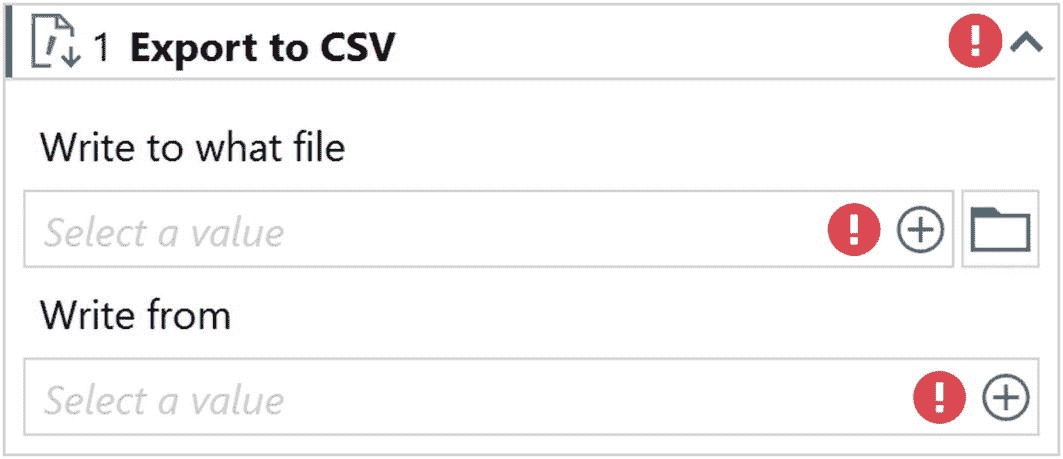 1 Export to CSV
Write to what file
Select a value
Write from
Select a value